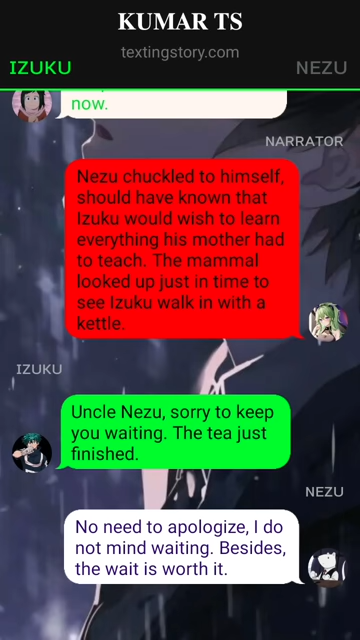 KUMAR TS
textingstory.com
IZUKU
NEZU
now.
NARRATOR
Nezu chuckled to himself,
should have known that
Izuku would wish to learn
everything his mother had
to teach. The mammal
looked up just in time to
see Izuku walk in with a
kettle.
IZUKU
Uncle Nezu, sorry to keep
you waiting. The tea just
finished.
NEZU
No need to apologize, I do
not mind waiting. Besides,
the wait is worth it.